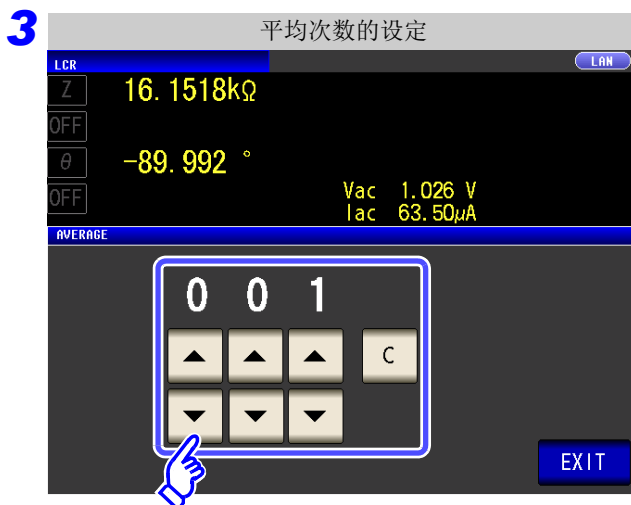 3
平均次数的设定
LCR
LAN
Z 16.1518kΩ
OFF
θ -89.992 °
OFF
Vac 1.026 V
Iac 63.50μA
AVERAGE
0 0 1
C
EXIT